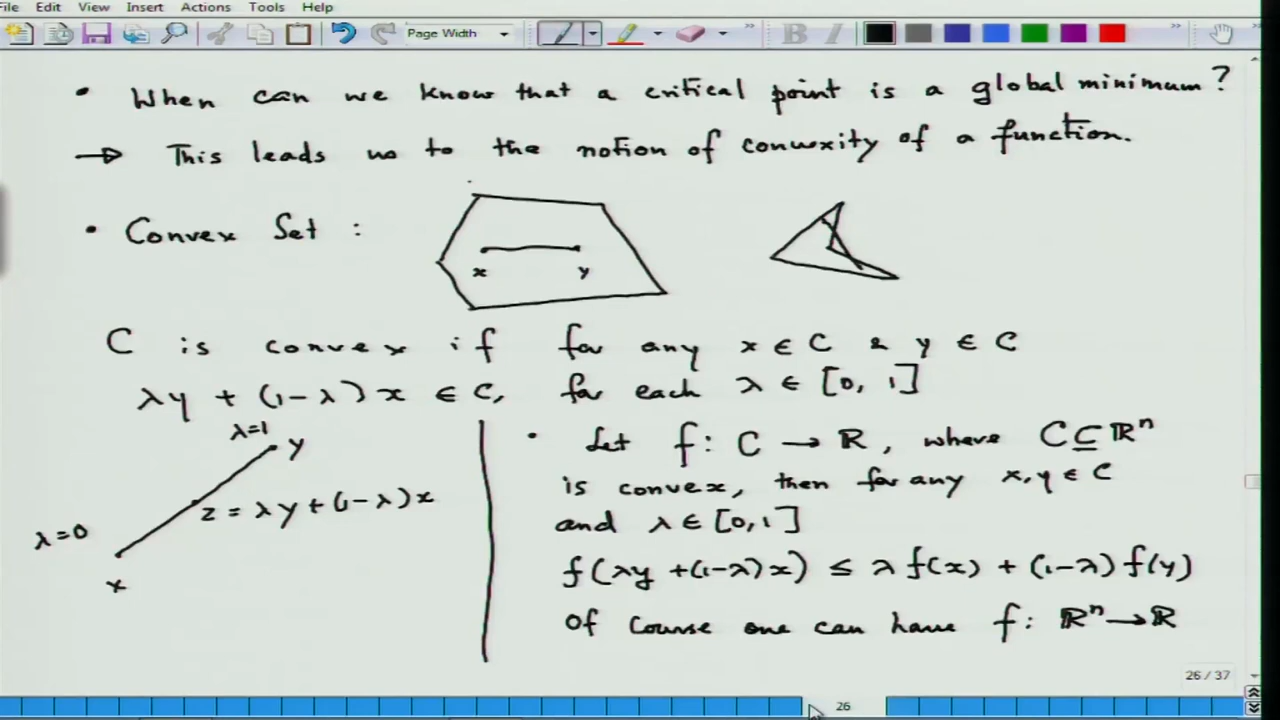 File Edit View Insert Actions Tools Help
Page Width
• When can we know that a critical point is a global minimum?
→ This leads us to the notion of convexity of a function.
• Convex Set :
x y
C is convex if for any x ∈ C & y ∈ C
λy + (1-λ)x ∈ C, for each λ ∈ [0, 1]
λ=1
y
z = λy + (1-λ)x
λ=0
x
• Let f: C → ℝ, where C ⊆ ℝⁿ
is convex, then for any x, y ∈ C
and λ ∈ [0, 1]
f(λy + (1-λ)x) ≤ λf(x) + (1-λ)f(y)
Of course one can have f: ℝⁿ → ℝ
26 / 37
26